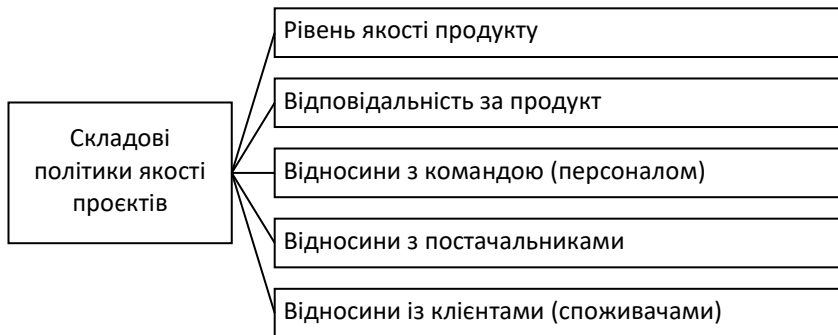 Рівень якості продукту
Відповідальність за продукт
Складові
політики якості
проєктів
Відносини з командою (персоналом)
Відносини з постачальниками
Відносини із клієнтами (споживачами)